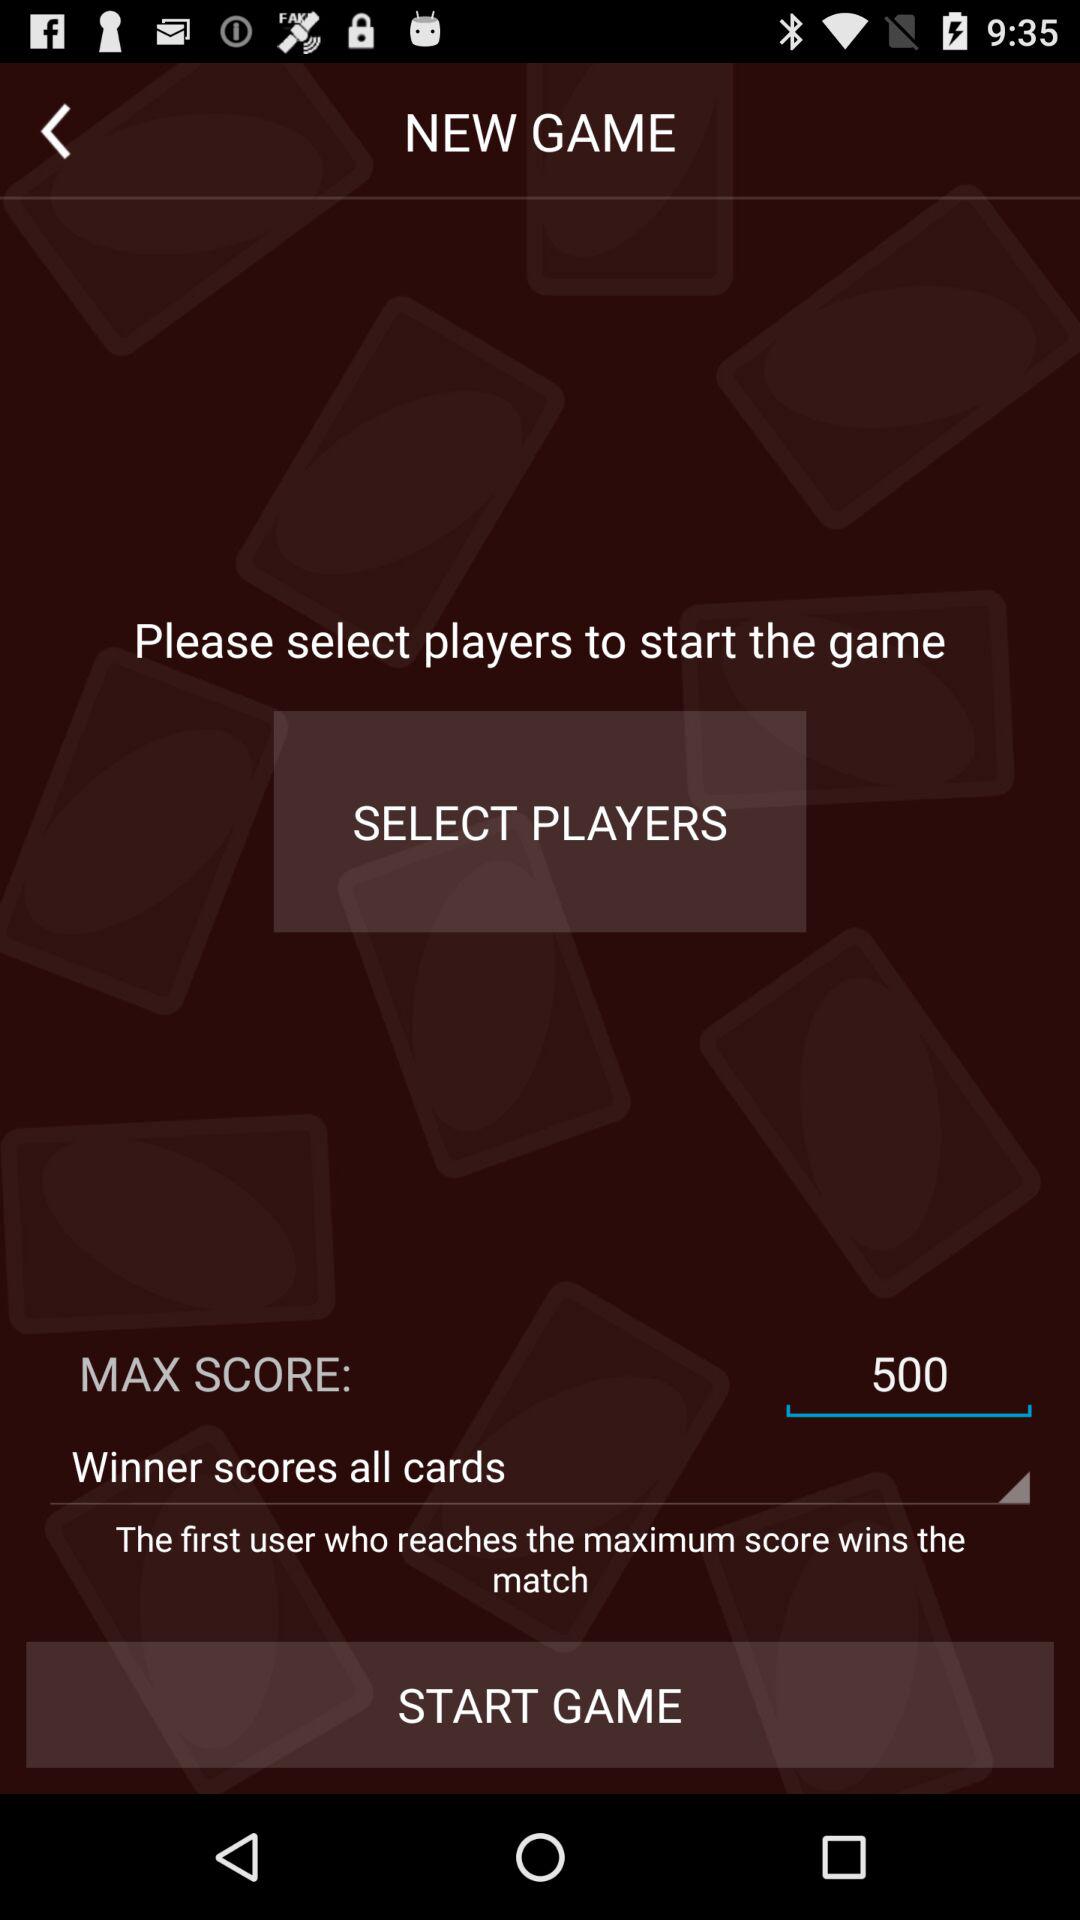 FAKE
9:35
NEW GAME
Please select players to start the game
SELECT PLAYERS
MAX SCORE:
500
Winner scores all cards
The first user who reaches the maximum score wins the
match
START GAME